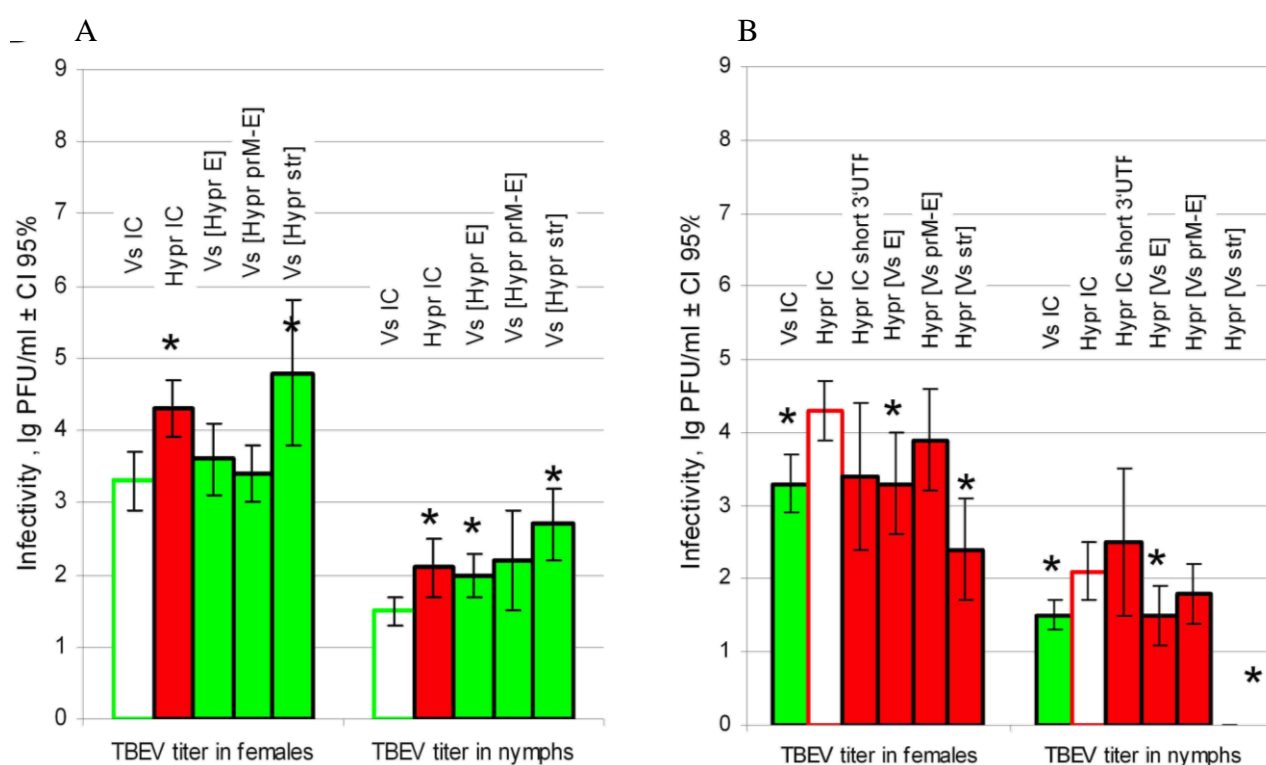 A
Infectivity , lg PFU/ml ± CI 95%
9
8
7
6
5
4
3
2
1
0
Vs IC
Hypr IC
Vs [Hypr E]
Vs [Hypr prM-E]
Vs [Hypr str]
Vs IC
Hypr IC
Vs [Hypr E]
Vs [Hypr prM-E]
Vs [Hypr str]
*
*
*
*
*
TBEV titer in females
TBEV titer in nymphs
B
Infectivity, lg PFU/ml ± CI 95%
9
8
7
6
5
4
3
2
1
0
Vs IC
Hypr IC
Hypr IC short 3'UTF
Hypr [Vs E]
Hypr [Vs prM-E]
Hypr [Vs str]
Vs IC
Hypr IC
Hypr IC short 3'UTF
Hypr [Vs E]
Hypr [Vs prM-E]
Hypr [Vs str]
*
*
*
*
*
*
TBEV titer in females
TBEV titer in nymphs